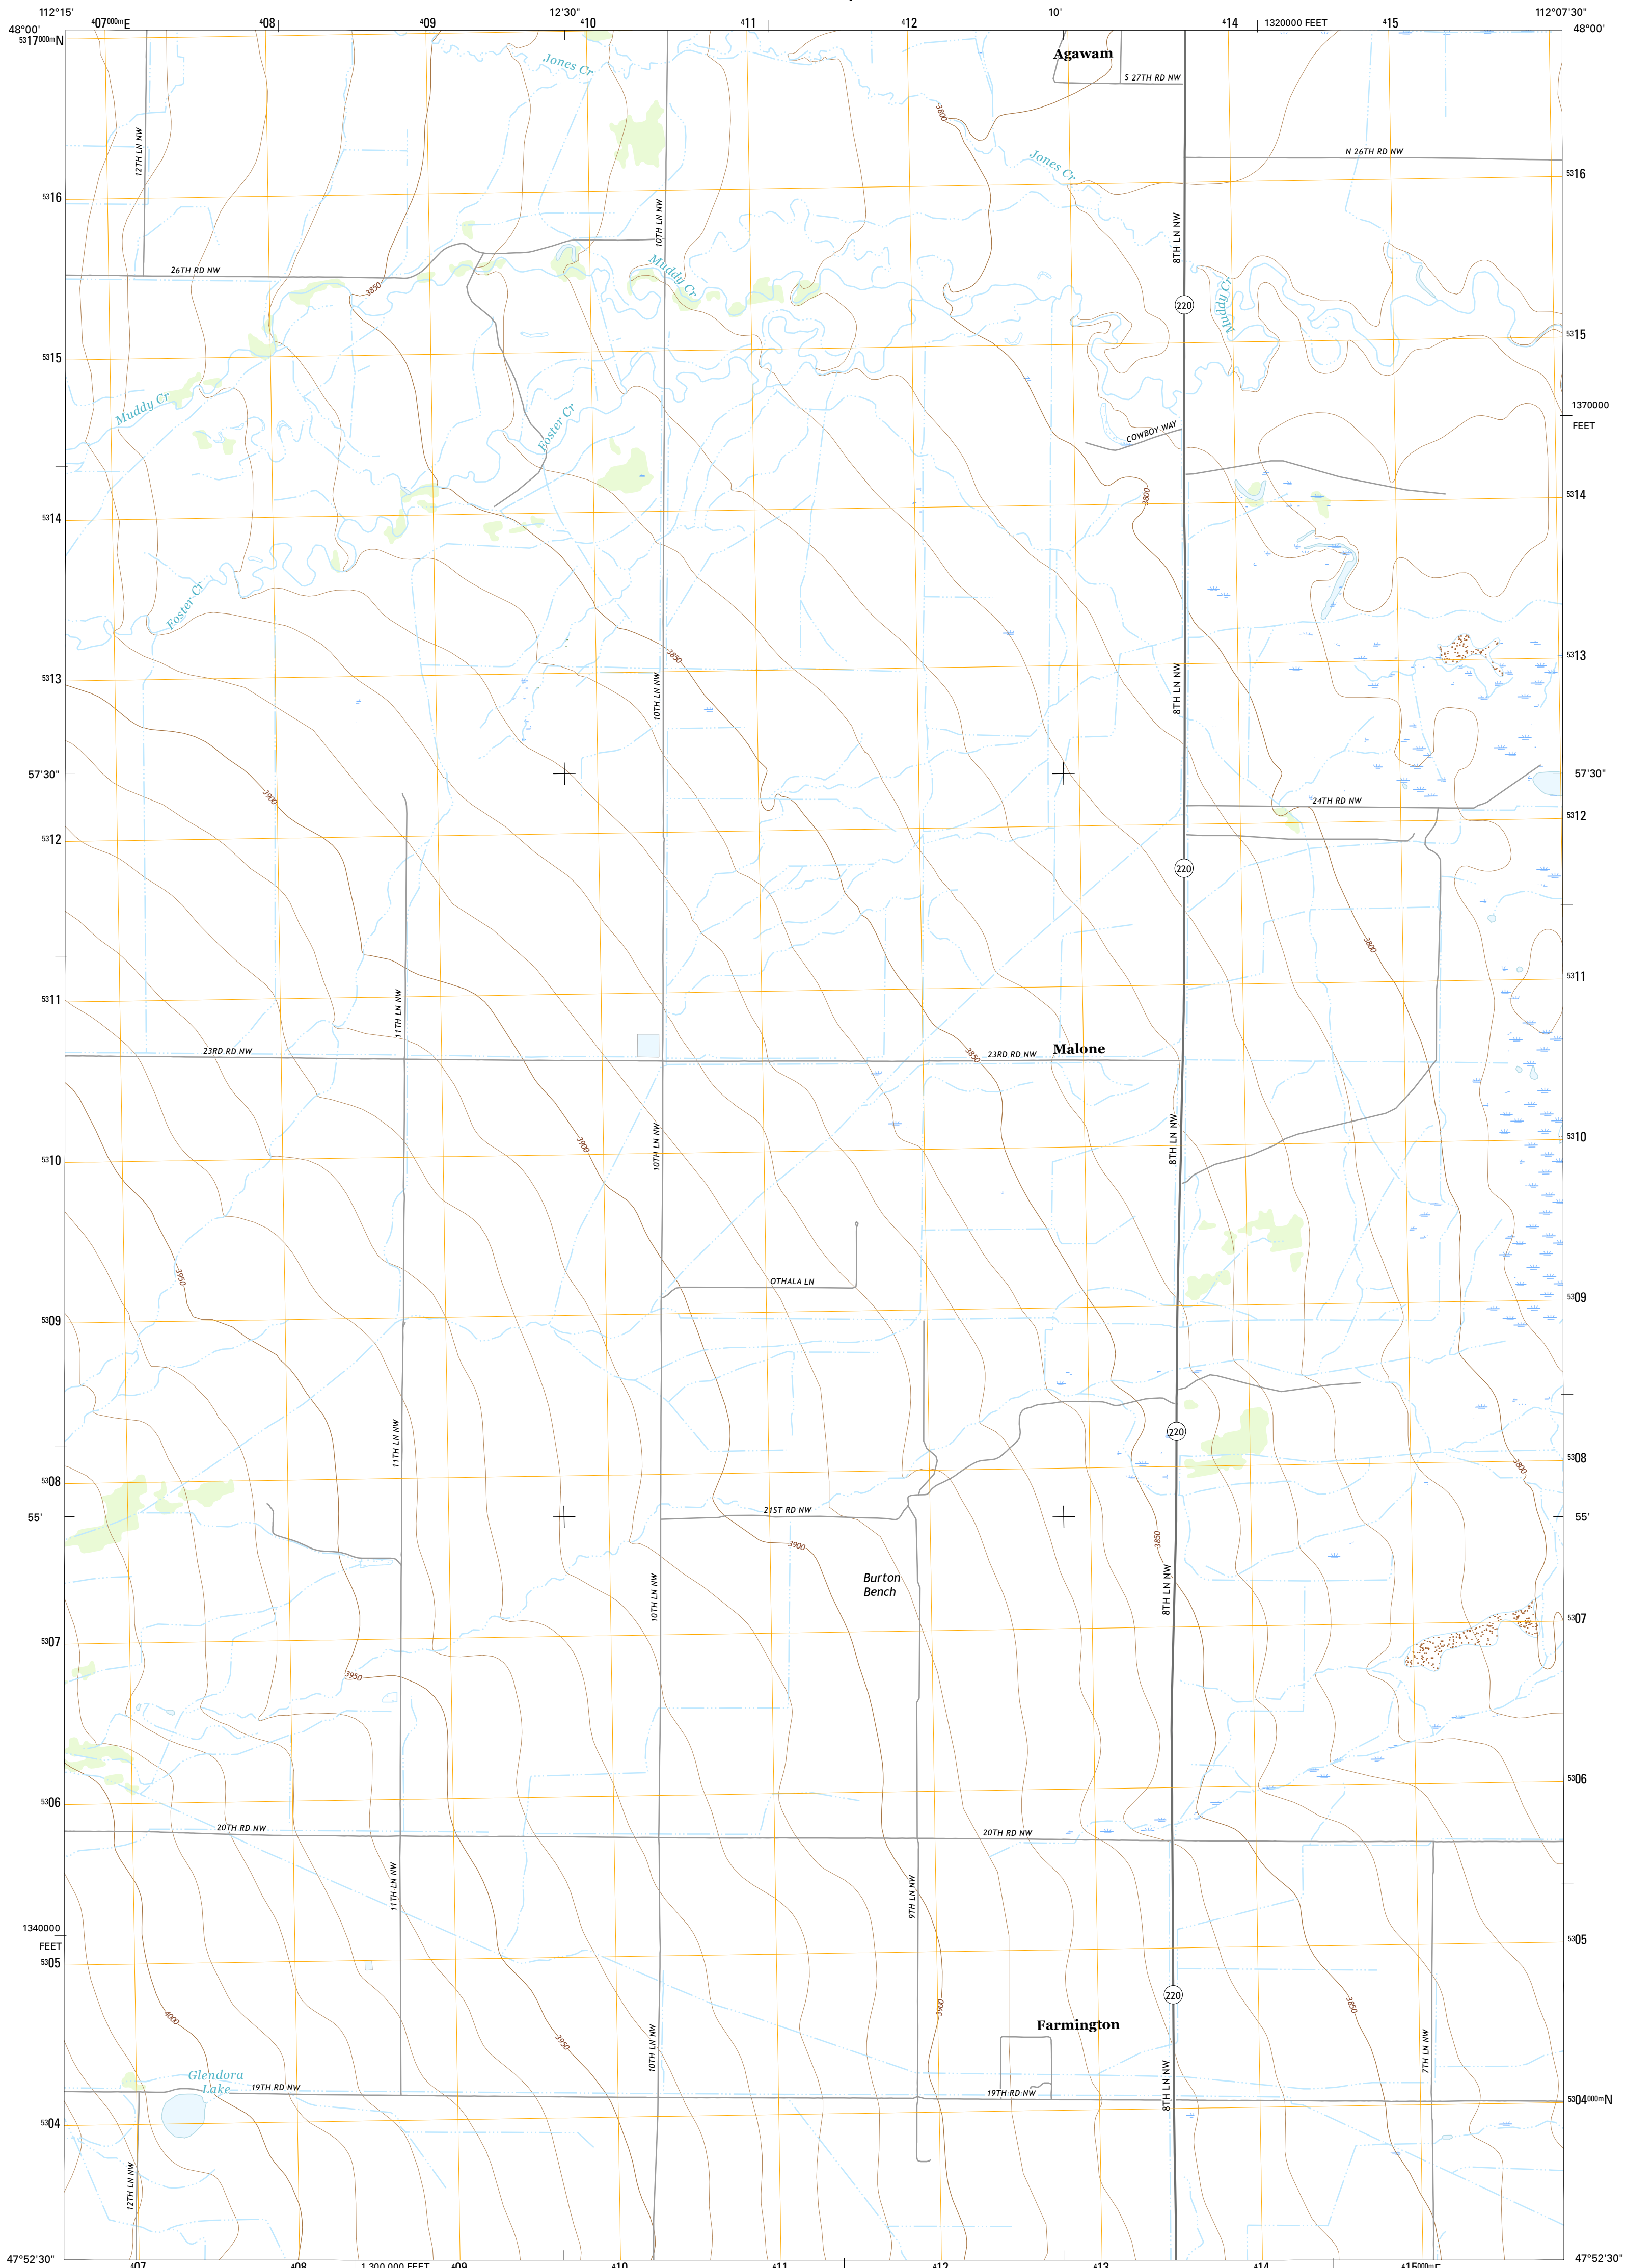 112°15'
⁴07⁰⁰⁰ᵐE
⁴08
⁴09
12'30"
⁴10
⁴11
⁴12
10'
⁴14
1320000 FEET
⁴15
112°07'30"
48°00'
48°00'
⁵³17⁰⁰⁰ᵐN
Jones Cr
Agawam
S 27TH RD NW
3800
12TH LN NW
N 26TH RD NW
Jones Cr
⁵³16
⁵³16
10TH LN NW
8TH LN NW
26TH RD NW
Muddy Cr
3850
Muddy Cr
220
⁵³15
⁵³15
Muddy Cr
Foster Cr
1370000
FEET
COWBOY WAY
3800
⁵³14
⁵³14
Foster Cr
3850
⁵³13
⁵³13
10TH LN NW
8TH LN NW
57'30"
57'30"
3900
24TH RD NW
⁵³12
⁵³12
220
3800
⁵³11
⁵³11
11TH LN NW
23RD RD NW
23RD RD NW
Malone
3850
3900
10TH LN NW
8TH LN NW
⁵³10
⁵³10
3950
OTHALA LN
⁵³09
⁵³09
11TH LN NW
220
3800
⁵³08
⁵³08
55'
55'
21ST RD NW
3900
3850
Burton
Bench
10TH LN NW
8TH LN NW
⁵³07
⁵³07
3950
⁵³06
⁵³06
20TH RD NW
20TH RD NW
11TH LN NW
9TH LN NW
1340000
FEET
⁵³05
⁵³05
220
4000
3950
3900
3850
Farmington
10TH LN NW
8TH LN NW
7TH LN NW
Glendora
Lake
19TH RD NW
19TH RD NW
⁵³04
⁵³04⁰⁰⁰ᵐN
12TH LN NW
47°52'30"
47°52'30"
⁴07
⁴08
1 300 000 FEET
⁴09
⁴10
⁴11
⁴12
⁴13
⁴14
⁴15⁰⁰⁰ᵐE